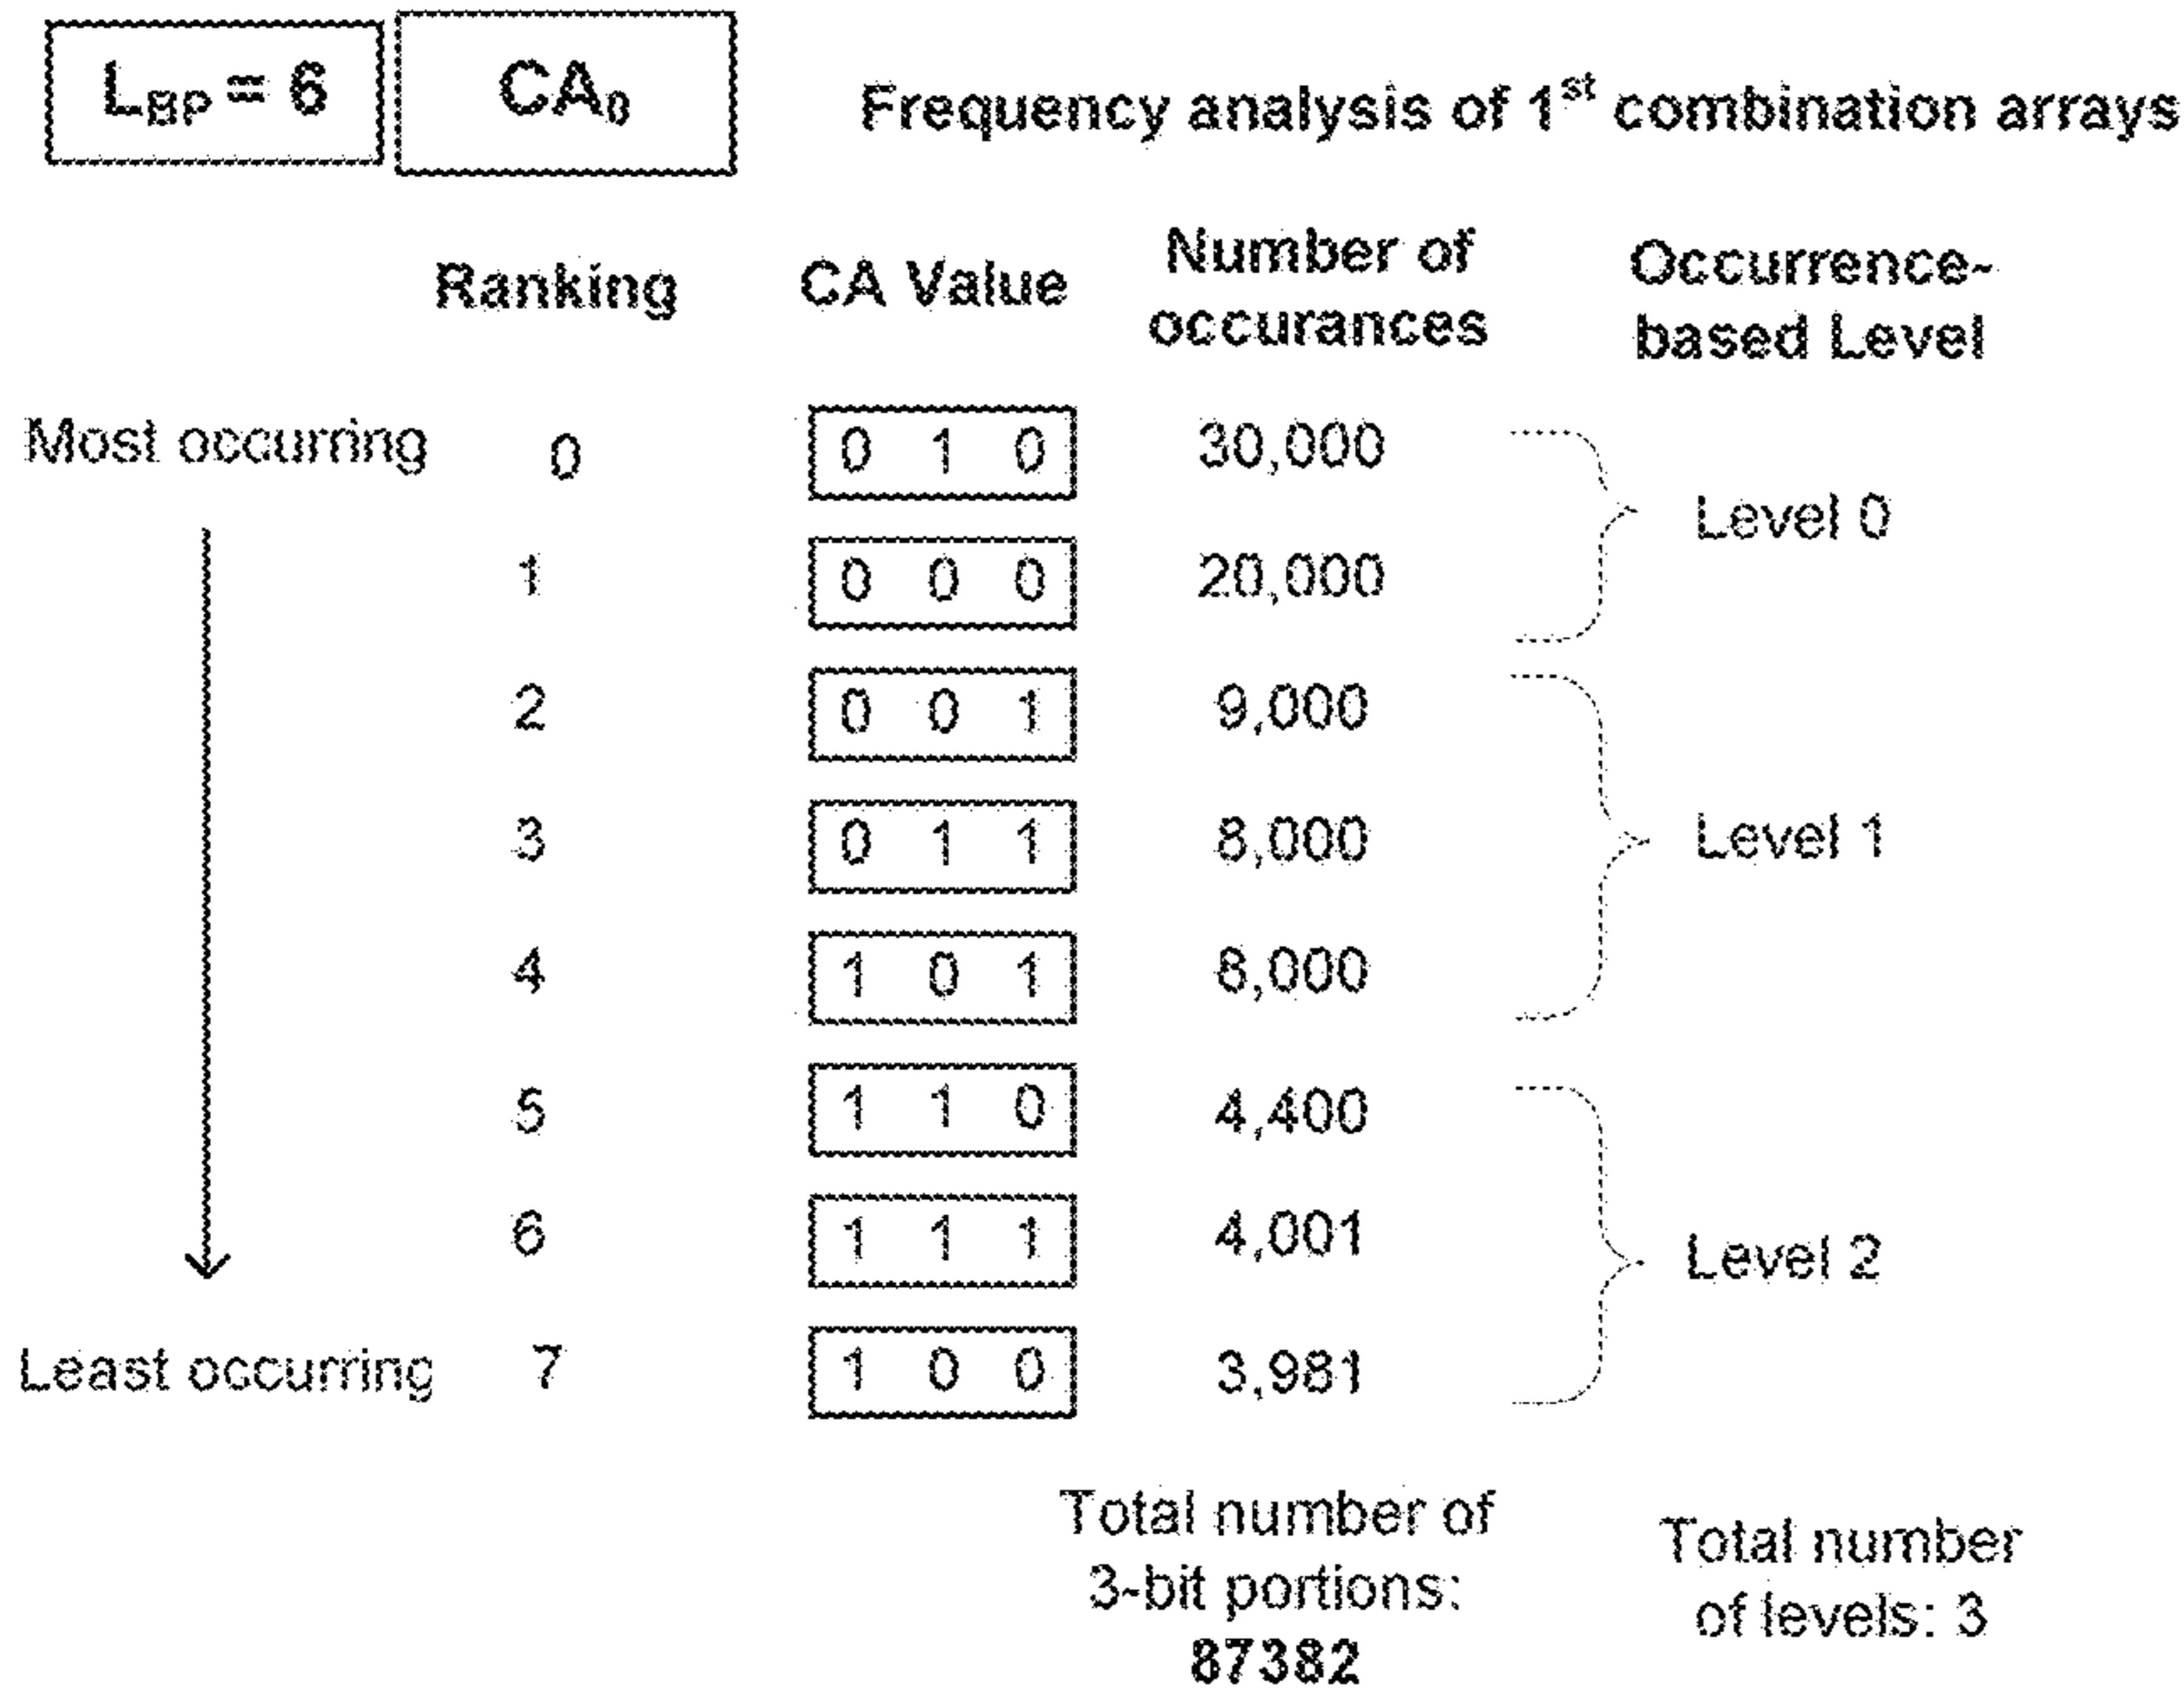 LBP = 6 CA0 Frequency analysis of 1st combination arrays
Ranking CA Value Number of occurances Occurrence-based Level
Most occurring 0 0 1 0 30,000
Level 0
1 0 0 0 20,000
2 0 0 1 9,000
3 0 1 1 8,000 Level 1
4 1 0 1 8,000
5 1 1 0 4,400
6 1 1 1 4,001
Level 2
Least occurring 7 1 0 0 3,981
Total number of
3-bit portions:
87382
Total number
of levels: 3